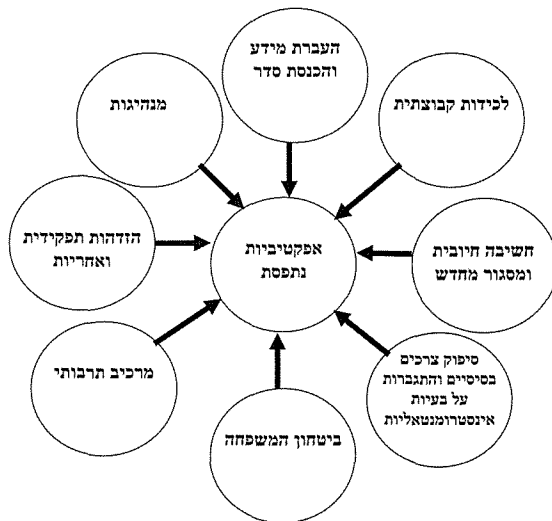 העברת מידע
והכנסת סדר
לכידות קבוצתית
חשיבה חיובית
ומסגור מחדש
סיפוק צרכים
בסיסיים והתגברות
על בעיות
אינסטרומנטאליות
ביטחון המשפחה
מרכיב תרבותי
הזדהות תפקידית
ואחריות
מנהיגות
אפקטיביות
נתפסת